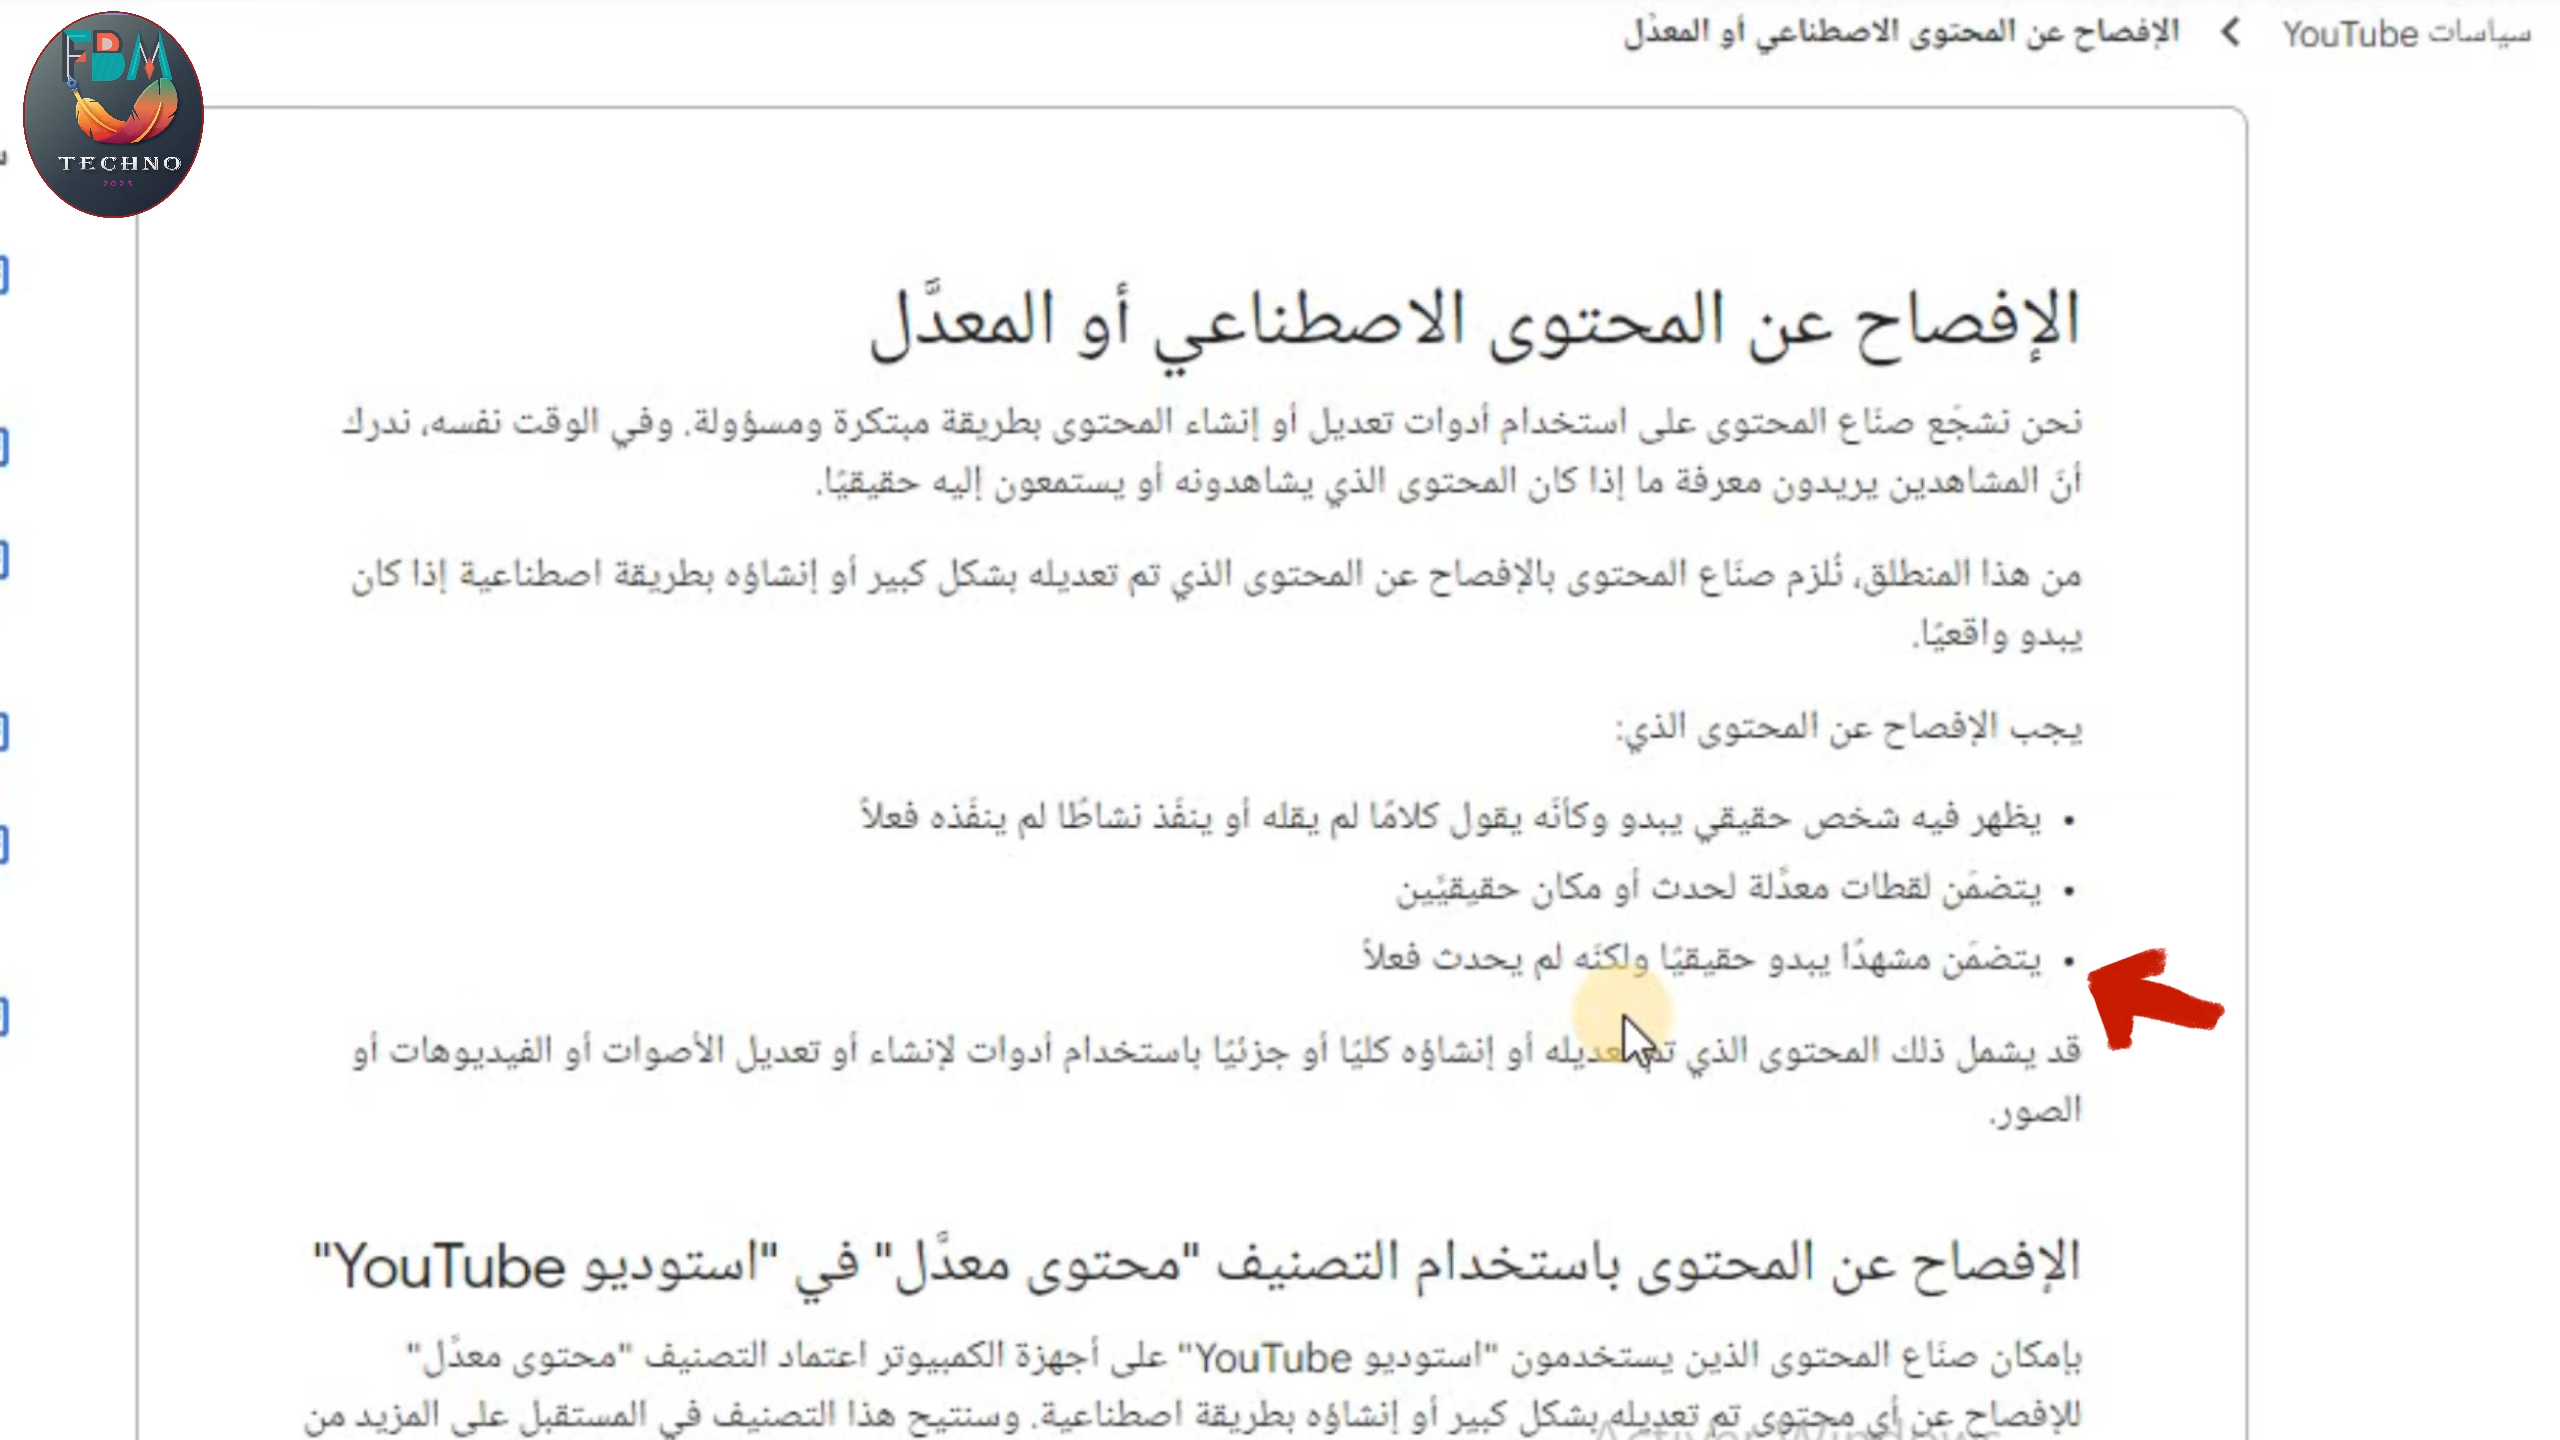 سياسات YouTube
الإفصاح عن المحتوى الاصطناعي أو المعدّل
FBM
TECHNO
2023
الإفصاح عن المحتوى الاصطناعي أو المعدَّل
نحن نشجّع صنّاع المحتوى على استخدام أدوات تعديل أو إنشاء المحتوى بطريقة مبتكرة ومسؤولة. وفي الوقت نفسه، ندرك
أنّ المشاهدين يريدون معرفة ما إذا كان المحتوى الذي يشاهدونه أو يستمعون إليه حقيقيًا.
من هذا المنطلق، نُلزم صنّاع المحتوى بالإفصاح عن المحتوى الذي تم تعديله بشكل كبير أو إنشاؤه بطريقة اصطناعية إذا كان
يبدو واقعيًا.
يجب الإفصاح عن المحتوى الذي:
• يظهر فيه شخص حقيقي يبدو وكأنّه يقول كلامًا لم يقله أو ينفّذ نشاطًا لم ينفّذه فعلاً
• يتضمّن لقطات معدَّلة لحدث أو مكان حقيقيَّين
• يتضمّن مشهدًا يبدو حقيقيًا ولكنّه لم يحدث فعلاً
قد يشمل ذلك المحتوى الذي تم تعديله أو إنشاؤه كليًا أو جزئيًا باستخدام أدوات لإنشاء أو تعديل الأصوات أو الفيديوهات أو
الصور.
الإفصاح عن المحتوى باستخدام التصنيف "محتوى معدَّل" في "استوديو YouTube"
بإمكان صنّاع المحتوى الذين يستخدمون "استوديو YouTube" على أجهزة الكمبيوتر اعتماد التصنيف "محتوى معدَّل"
للإفصاح عن أي محتوى تم تعديله بشكل كبير أو إنشاؤه بطريقة اصطناعية. وسنتيح هذا التصنيف في المستقبل على المزيد من